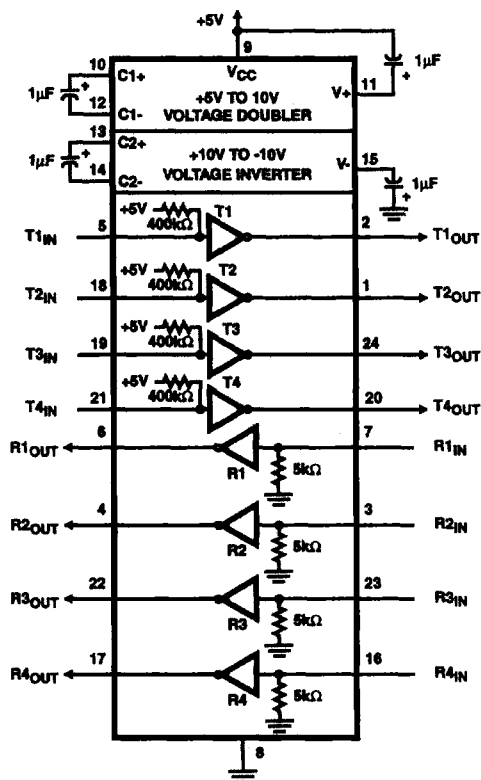 +5V
9
10
C1+
VCC
1µF
+
+5V TO 10V
VOLTAGE DOUBLER
V+
11
+
1µF
12
C1-
13
C2+
1µF
+
+10V TO -10V
VOLTAGE INVERTER
V-
15
14
C2-
+
1µF
+5V
400kΩ
T1
T1IN
5
2
T1OUT
+5V
400kΩ
T2
T2IN
18
1
T2OUT
+5V
400kΩ
T3
T3IN
19
24
T3OUT
+5V
400kΩ
T4
T4IN
21
20
T4OUT
R1OUT
6
7
R1IN
R1
5kΩ
R2OUT
4
3
R2IN
R2
5kΩ
R3OUT
22
23
R3IN
R3
5kΩ
R4OUT
17
16
R4IN
R4
5kΩ
8